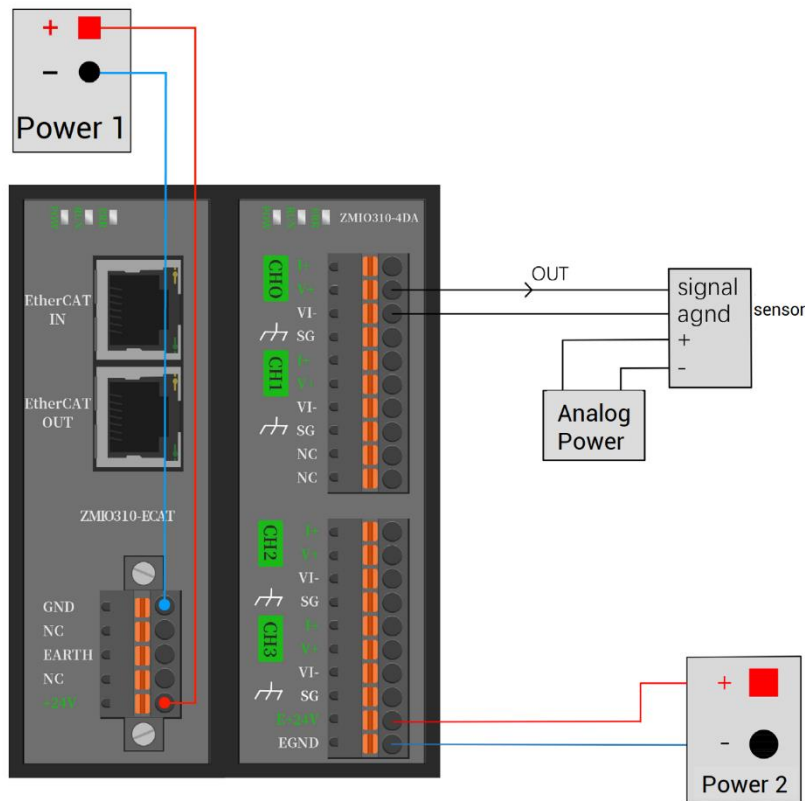 +
−
Power 1
ZMIO310-4DA
EtherCAT
IN
EtherCAT
OUT
ZMIO310-ECAT
GND
NC
EARTH
NC
+24V
CH0
V+
VI-
SG
CH1
V+
VI-
SG
NC
NC
CH2
I+
V+
VI-
SG
CH3
I+
V+
VI-
SG
E+24V
EGND
OUT
signal
agnd
+
-
sensor
Analog
Power
+
-
Power 2